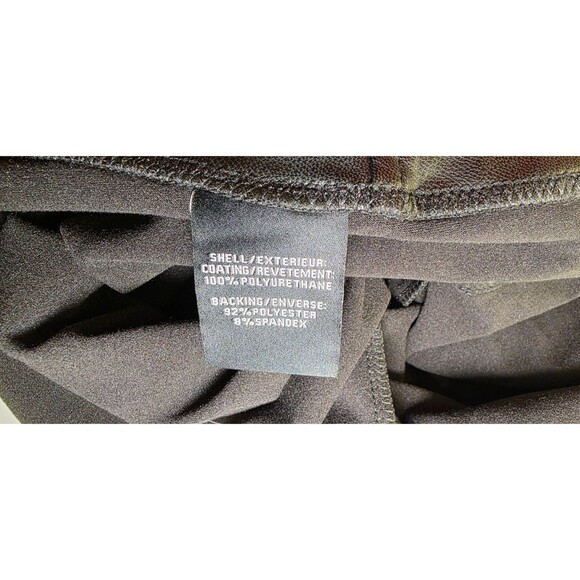 SHELL/EXTERIEUR:
COATING/REVETEMENT:
100%POLYURETHANE
BACKING/ENVERSE:
92%POLYESTER
8%SPANDEX